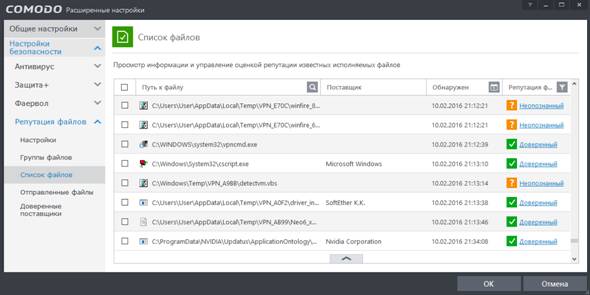 COMODO Расширенные настройки
Общие настройки
Настройки безопасности
Антивирус
Защита+
Фаервол
Репутация файлов
Настройки
Группы файлов
Список файлов
Отправленные файлы
Доверенные поставщики
Список файлов
Просмотр информации и управление оценкой репутации известных исполняемых файлов
Путь к файлу Поставщик Обнаружен Репутация ф...
C:\Users\User\AppData\Local\Temp\VPN_E70C\winfire_8... 10.02.2016 21:12:21 Неопознанный
C:\Users\User\AppData\Local\Temp\VPN_E70C\winfire_6... 10.02.2016 21:12:21 Неопознанный
C:\WINDOWS\system32\vpncmd.exe 10.02.2016 21:12:39 Доверенный
C:\Windows\System32\cscript.exe Microsoft Windows 10.02.2016 21:13:10 Доверенный
C:\Windows\Temp\VPN_A98B\detectvm.vbs 10.02.2016 21:13:14 Неопознанный
C:\Users\User\AppData\Local\Temp\VPN_A0F2\driver_in... SoftEther K.K. 10.02.2016 21:13:38 Доверенный
C:\Users\User\AppData\Local\Temp\VPN_AB99\Neo6_x... 10.02.2016 21:13:46 Доверенный
C:\ProgramData\NVIDIA\Updatus\ApplicationOntology\... Nvidia Corporation 10.02.2016 21:34:08 Доверенный
OK Отмена